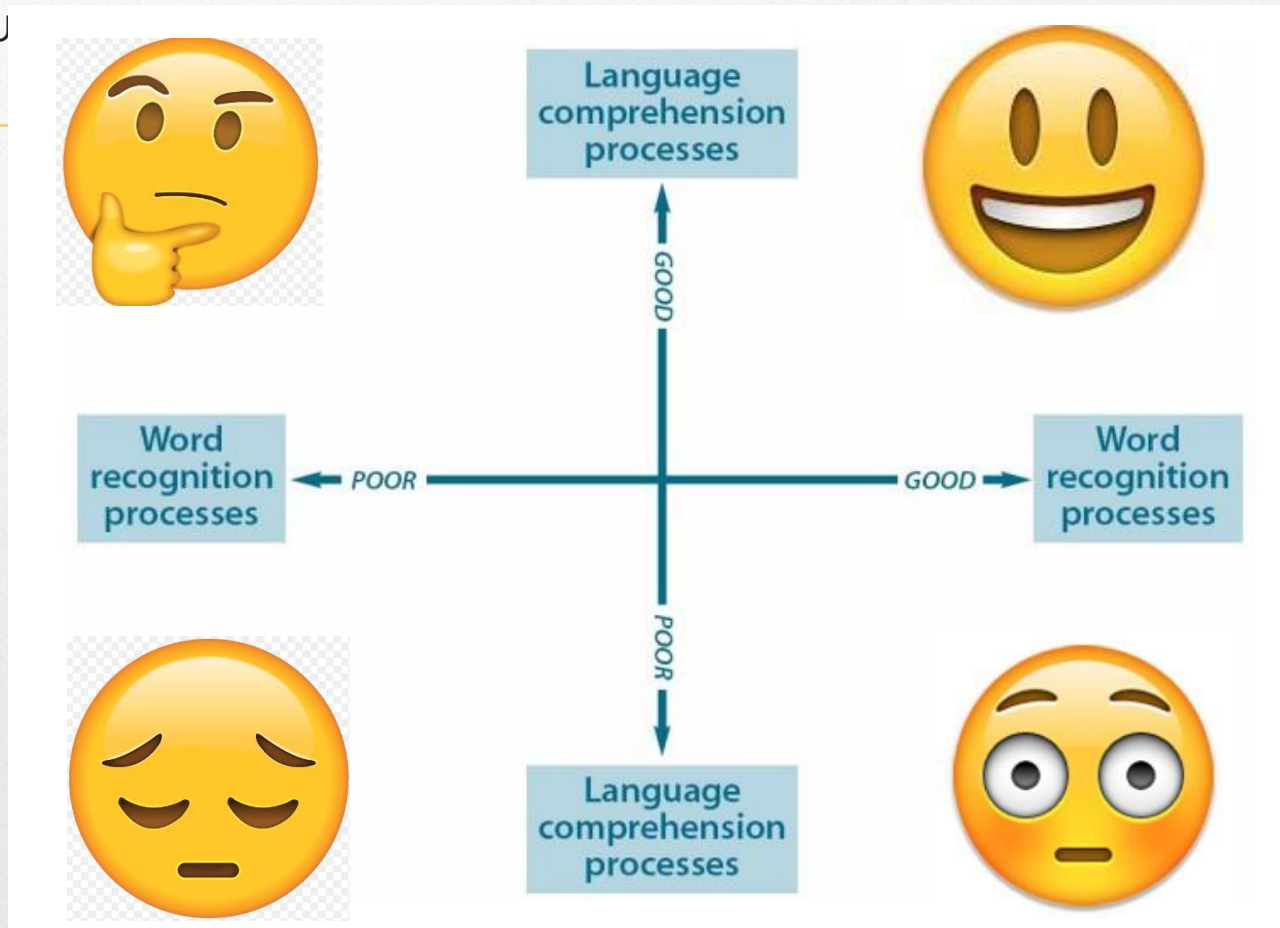 Language
comprehension
processes
GOOD
Word
recognition
processes
POOR
GOOD
Word
recognition
processes
POOR
Language
comprehension
processes